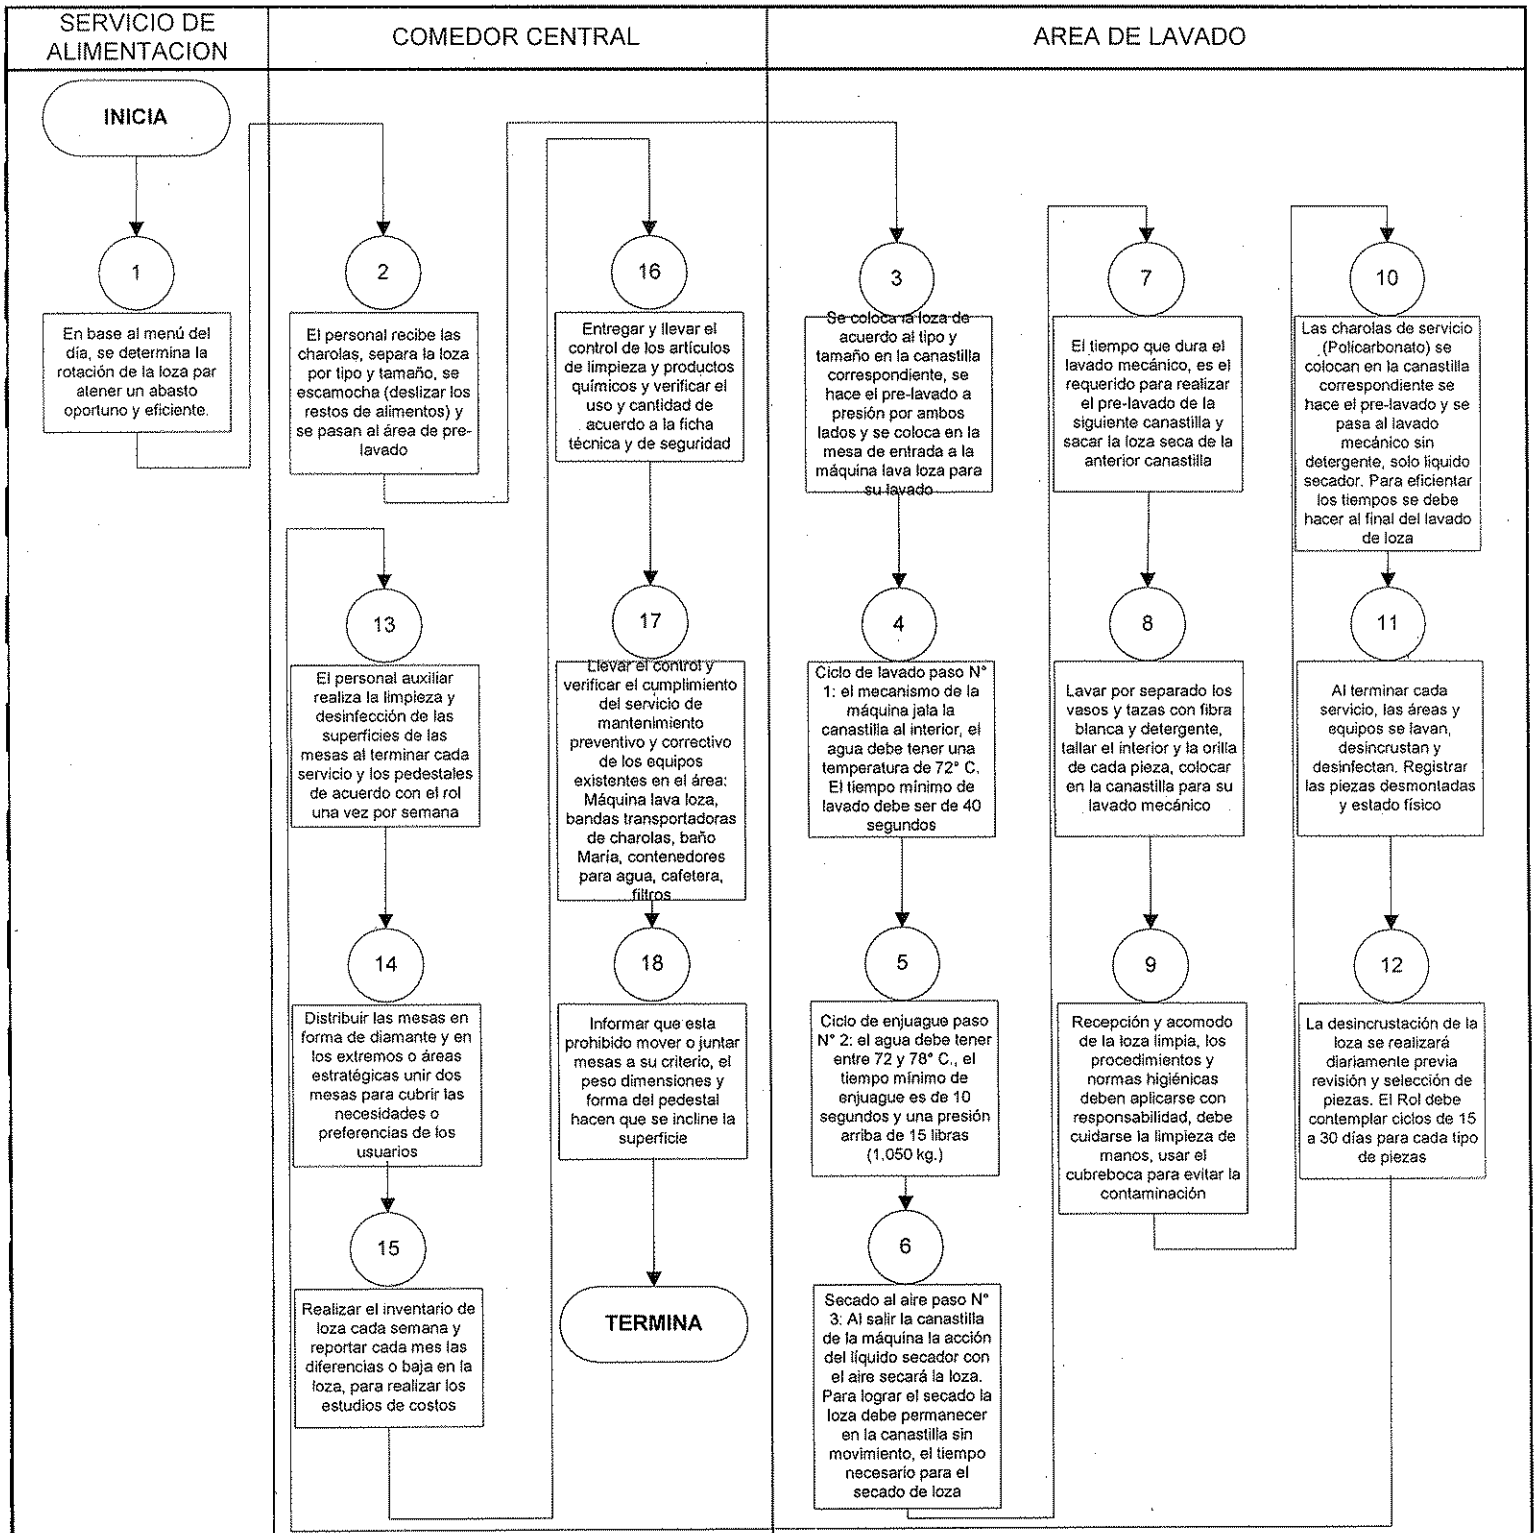 SERVICIO DE
ALIMENTACION
COMEDOR CENTRAL
AREA DE LAVADO
INICIA
1
En base al menú del
día, se determina la
rotación de la loza par
atener un abasto
oportuno y eficiente.
2
El personal recibe las
charolas, separa la loza
por tipo y tamaño, se
escamocha (deslizar los
restos de alimentos) y
se pasan al área de pre-
lavado
3
Se coloca la loza de
acuerdo al tipo y
tamaño en la canastilla
correspondiente, se
hace el pre-lavado a
presión por ambos
lados y se coloca en la
mesa de entrada a la
máquina lava loza para
su lavado
4
Ciclo de lavado paso N°
1: el mecanismo de la
máquina jala la
canastilla al interior, el
agua debe tener una
temperatura de 72° C.
El tiempo mínimo de
lavado debe ser de 40
segundos
5
Ciclo de enjuague paso
N° 2: el agua debe tener
entre 72 y 78° C., el
tiempo mínimo de
enjuague es de 10
segundos y una presión
arriba de 15 libras
(1,050 kg.)
6
Secado al aire paso N°
3: Al salir la canastilla
de la máquina la acción
del líquido secador con
el aire secará la loza.
Para lograr el secado la
loza debe permanecer
en la canastilla sin
movimiento, el tiempo
necesario para el
secado de loza
7
El tiempo que dura el
lavado mecánico, es el
requerido para realizar
el pre-lavado de la
siguiente canastilla y
sacar la loza seca de la
anterior canastilla
8
Lavar por separado los
vasos y tazas con fibra
blanca y detergente,
tallar el interior y la orilla
de cada pieza, colocar
en la canastilla para su
lavado mecánico
9
Recepción y acomodo
de la loza limpia, los
procedimientos y
normas higiénicas
deben aplicarse con
responsabilidad, debe
cuidarse la limpieza de
manos, usar el
cubreboca para evitar la
contaminación
10
Las charolas de servicio
(Policarbonato) se
colocan en la canastilla
correspondiente se
hace el pre-lavado y se
pasa al lavado
mecánico sin
detergente, solo liquido
secador. Para eficientar
los tiempos se debe
hacer al final del lavado
de loza
11
Al terminar cada
servicio, las áreas y
equipos se lavan,
desincrustan y
desinfectan. Registrar
las piezas desmontadas
y estado físico
12
La desincrustación de la
loza se realizará
diariamente previa
revisión y selección de
piezas. El Rol debe
contemplar ciclos de 15
a 30 días para cada tipo
de piezas
13
El personal auxiliar
realiza la limpieza y
desinfección de las
superficies de las
mesas al terminar cada
servicio y los pedestales
de acuerdo con el rol
una vez por semana
14
Distribuir las mesas en
forma de diamante y en
los extremos o áreas
estratégicas unir dos
mesas para cubrir las
necesidades o
preferencias de los
usuarios
15
Realizar el inventario de
loza cada semana y
reportar cada mes las
diferencias o baja en la
loza, para realizar los
estudios de costos
16
Entregar y llevar el
control de los artículos
de limpieza y productos
químicos y verificar el
uso y cantidad de
acuerdo a la ficha
técnica y de seguridad
17
Llevar el control y
verificar el cumplimiento
del servicio de
mantenimiento
preventivo y correctivo
de los equipos
existentes en el área:
Máquina lava loza,
bandas transportadoras
de charolas, baño
María, contenedores
para agua, cafetera,
filtros
18
Informar que esta
prohibido mover o juntar
mesas a su criterio, el
peso dimensiones y
forma del pedestal
hacen que se incline la
superficie
TERMINA